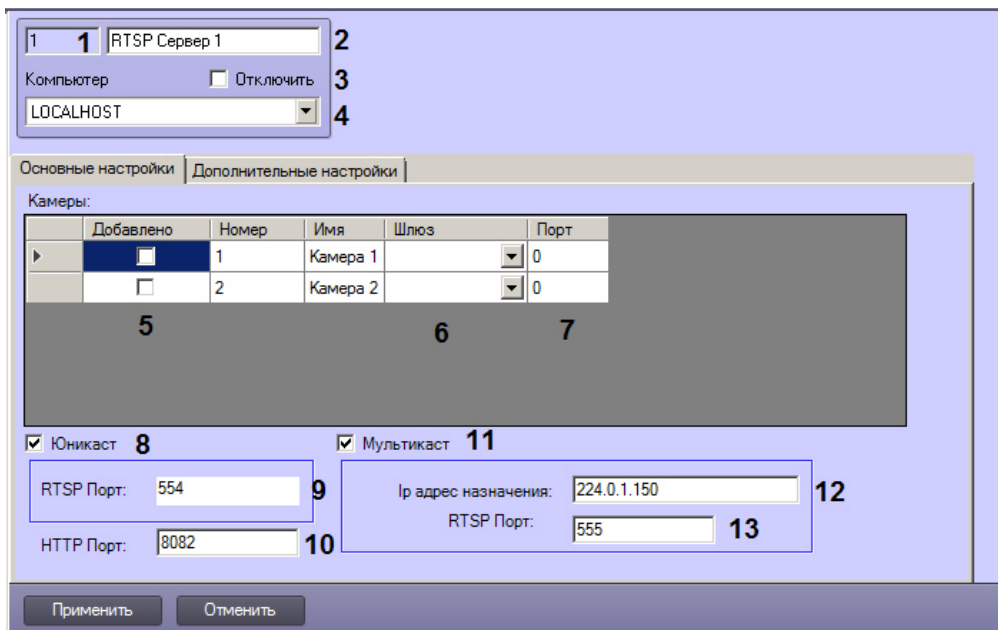 1 1 RTSP Сервер 1 2
Компьютер Отключить 3
LOCALHOST 4
Основные настройки Дополнительные настройки
Камеры:
Добавлено Номер Имя Шлюз Порт
1 Камера 1 0
2 Камера 2 0
5 6 7
Юникаст 8 Мультикаст 11
RTSP Порт: 554 9 Ip адрес назначения: 224.0.1.150 12
RTSP Порт: 555 13
HTTP Порт: 8082 10
Применить Отменить